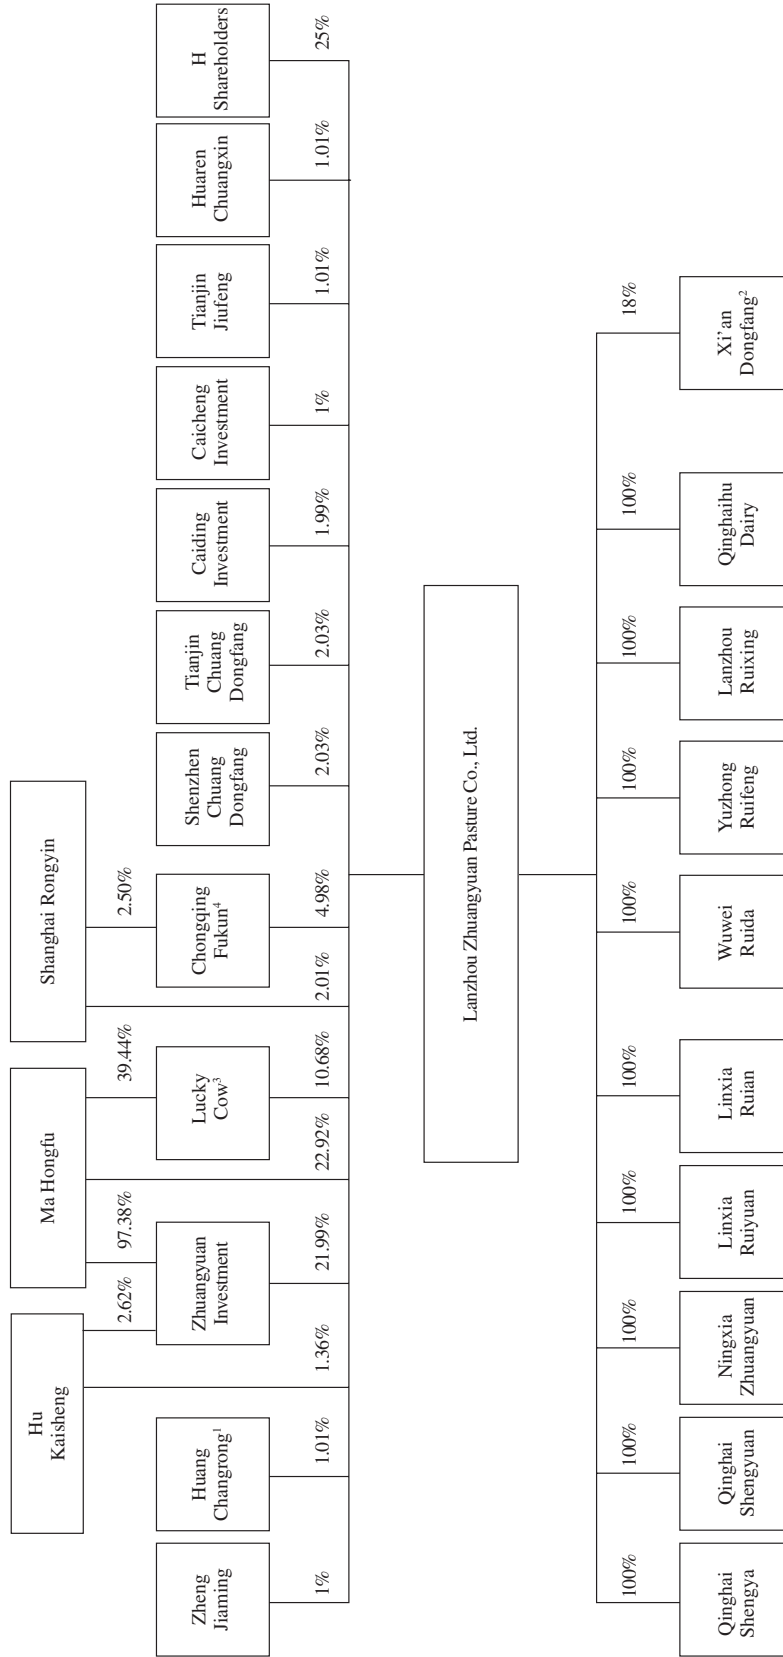 Hu
Kaisheng
Ma Hongfu
Shanghai Rongyin
2.62%
97.38%
39.44%
2.50%
Zheng
Jiaming
Huang
Changrong¹
Zhuangyuan
Investment
Lucky
Cow³
Chongqing
Fukun⁴
Shenzhen
Chuang
Dongfang
Tianjin
Chuang
Dongfang
Caiding
Investment
Caicheng
Investment
Tianjin
Jiufeng
Huaren
Chuangxin
H
Shareholders
1%
1.01%
1.36%
21.99%
22.92%
10.68%
2.01%
4.98%
2.03%
2.03%
1.99%
1%
1.01%
1.01%
25%
Lanzhou Zhuangyuan Pasture Co., Ltd.
100%
100%
100%
100%
100%
100%
100%
100%
100%
18%
Qinghai
Shengya
Qinghai
Shengyuan
Ningxia
Zhuangyuan
Linxia
Ruiyuan
Linxia
Ruian
Wuwei
Ruida
Yuzhong
Ruifeng
Lanzhou
Ruixing
Qinghaihu
Dairy
Xi'an
Dongfang²